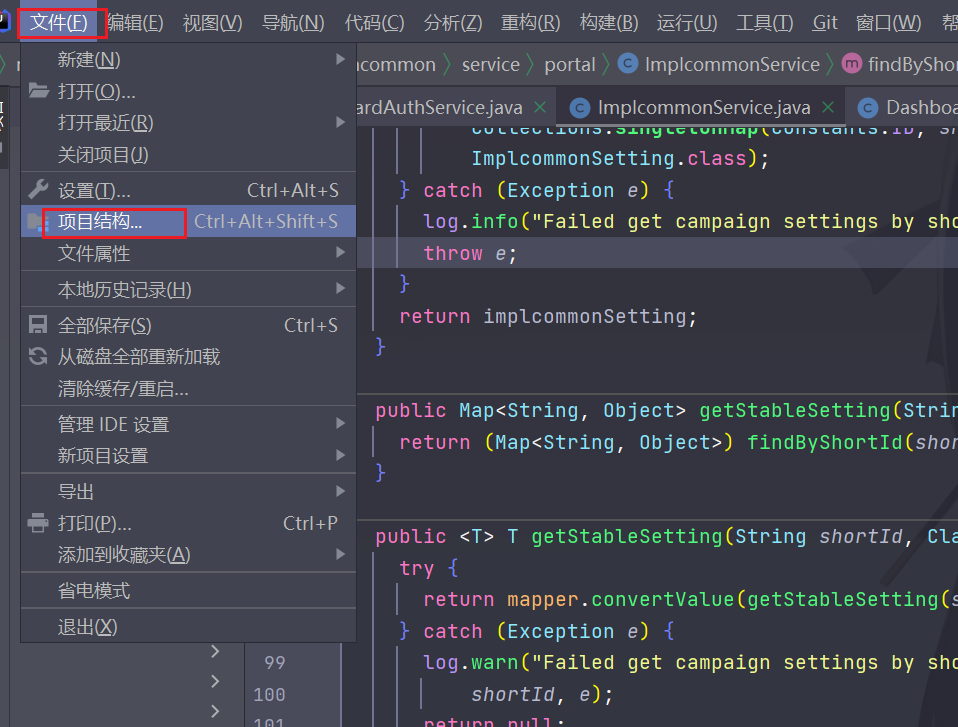 文件(F) 编辑(E) 视图(V) 导航(N) 代码(C) 分析(Z) 重构(R) 构建(B) 运行(U) 工具(T) Git 窗口(W) 帮
新建(N)
打开(O)...
打开最近(R)
关闭项目(J)
设置(T)... Ctrl+Alt+S
项目结构... Ctrl+Alt+Shift+S
文件属性
本地历史记录(H)
全部保存(S) Ctrl+S
从磁盘全部重新加载
清除缓存/重启...
管理 IDE 设置
新项目设置
导出
打印(P)... Ctrl+P
添加到收藏夹(A)
省电模式
退出(X)
common service portal C ImplcommonService m findBySho
ardAuthService.java C ImplcommonService.java C Dashboa
Collections.singletonMap(Constants.ID, sh
ImplcommonSetting.class);
} catch (Exception e) {
log.info("Failed get campaign settings by sho
throw e;
}
return implcommonSetting;
}
public Map<String, Object> getStableSetting(Strin
return (Map<String, Object>) findByShortId(shor
}
public <T> T getStableSetting(String shortId, Cla
try {
return mapper.convertValue(getStableSetting(s
} catch (Exception e) {
log.warn("Failed get campaign settings by sho
shortId, e);
return null;
99
100
101